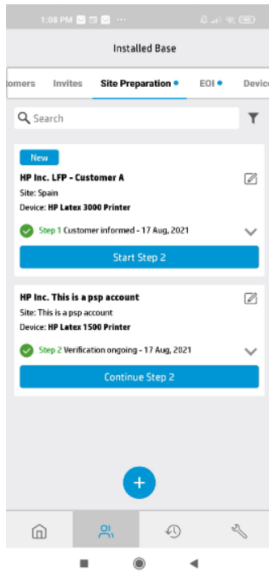 1:08 PM
Installed Base
omers Invites Site Preparation EOI Device
Search
New
HP Inc. LFP - Customer A
Site: Spain
Device: HP Latex 3000 Printer
Step 1 Customer informed - 17 Aug, 2021
Start Step 2
HP Inc. This is a psp account
Site: This is a psp account
Device: HP Latex 1500 Printer
Step 2 Verification ongoing - 17 Aug, 2021
Continue Step 2